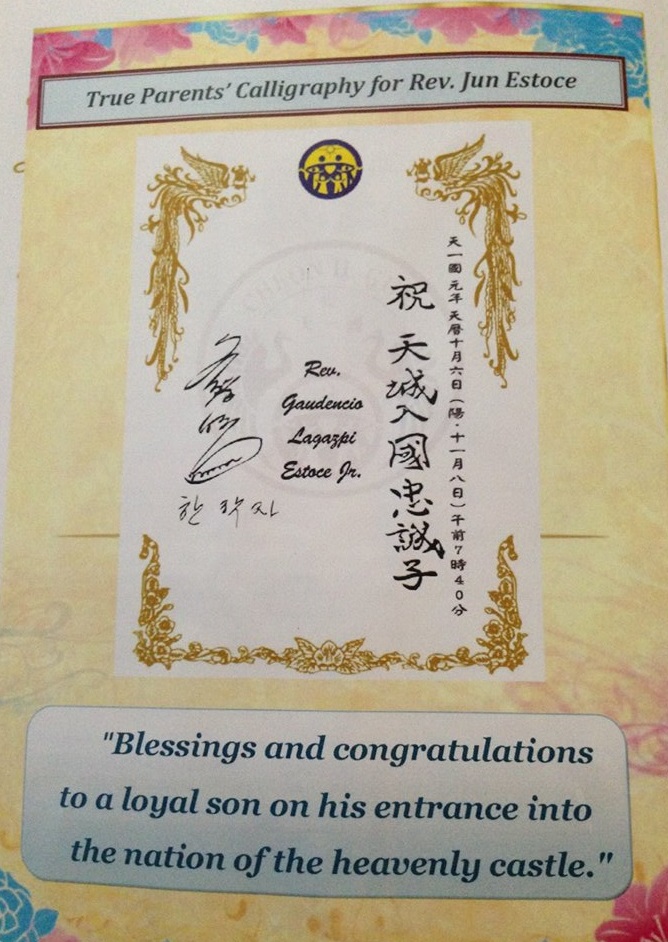 True Parents' Calligraphy for Rev. Jun Estoce
天一國元年天曆十月六日(陽·十一月八日)午前7時40分
祝 天城入國忠誠子
Rev.
Gaudencio
Lagazpi
Estoce Jr.
한 학 자
"Blessings and congratulations
to a loyal son on his entrance into
the nation of the heavenly castle."